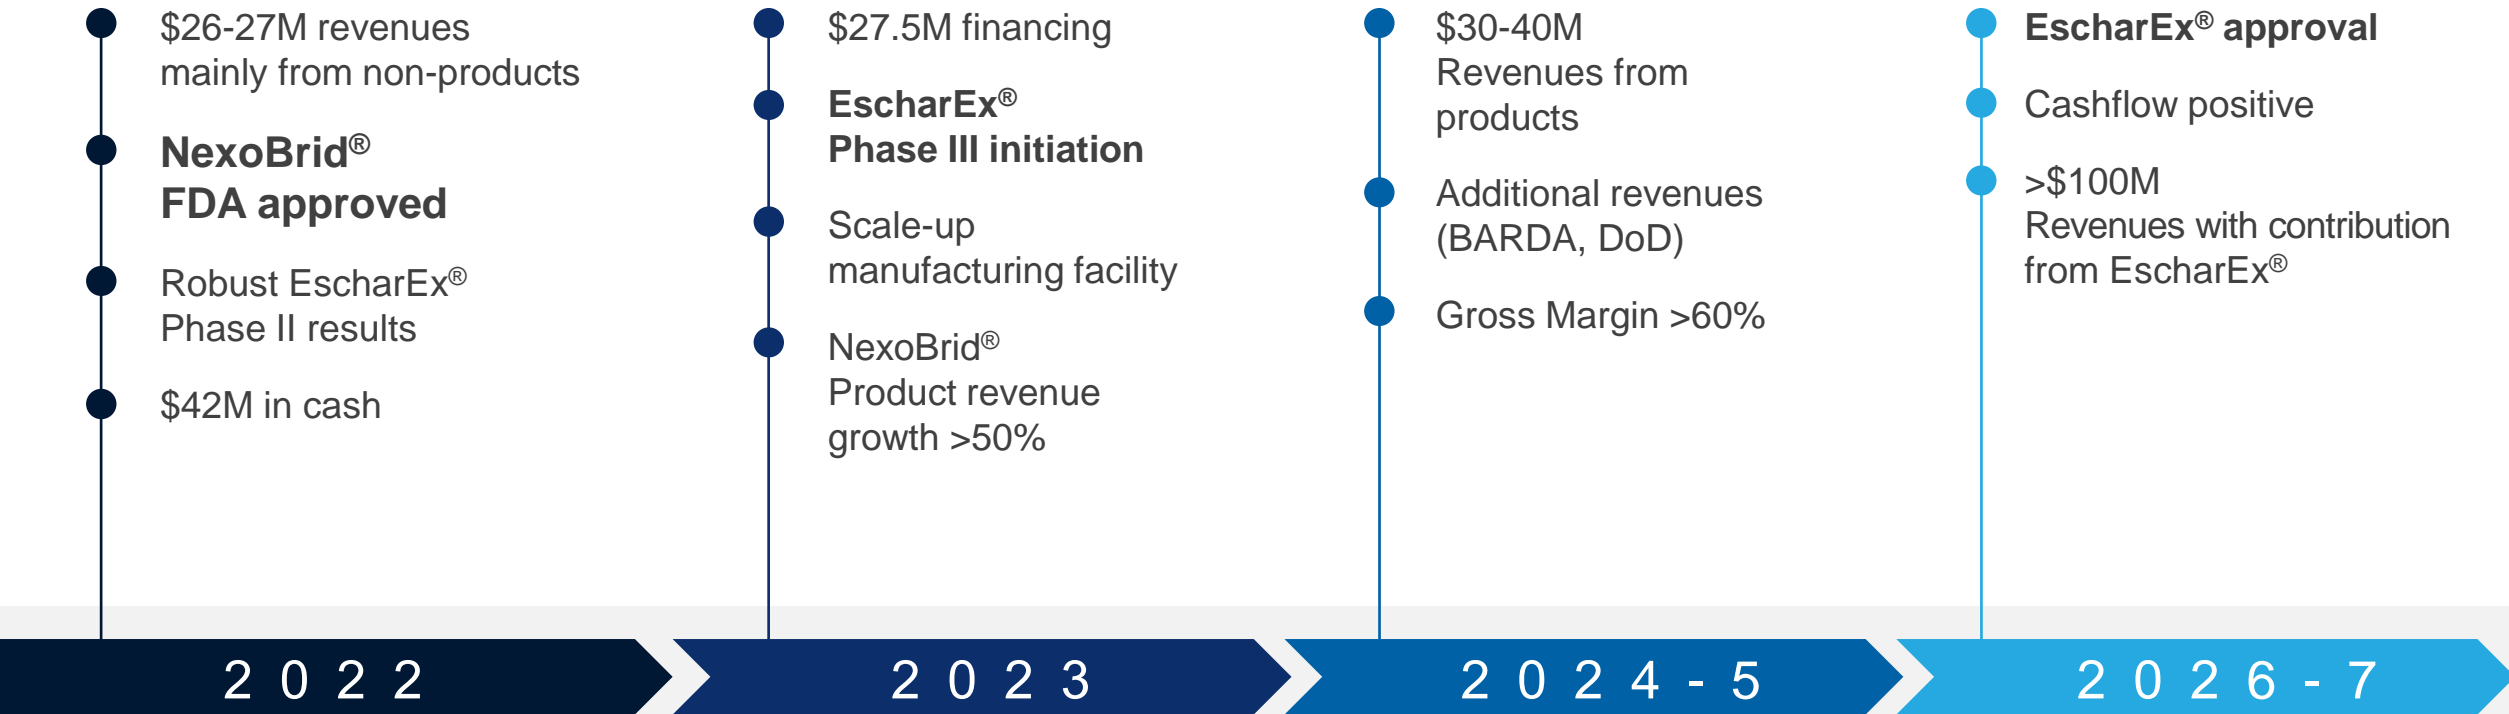 $26-27M revenues
mainly from non-products
NexoBrid®
FDA approved
Robust EscharEx®
Phase II results
$42M in cash
$27.5M financing
EscharEx®
Phase III initiation
Scale-up
manufacturing facility
NexoBrid®
Product revenue
growth >50%
$30-40M
Revenues from
products
Additional revenues
(BARDA, DoD)
Gross Margin >60%
EscharEx® approval
Cashflow positive
>$100M
Revenues with contribution
from EscharEx®
2022
2023
2024-5
2026-7